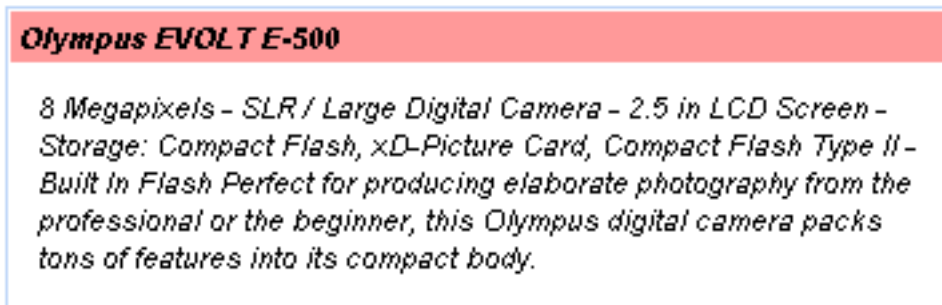 Olympus EVOLT E-500
8 Megapixels - SLR / Large Digital Camera - 2.5 in LCD Screen -
Storage: Compact Flash, xD-Picture Card, Compact Flash Type II -
Built In Flash Perfect for producing elaborate photography from the
professional or the beginner, this Olympus digital camera packs
tons of features into its compact body.